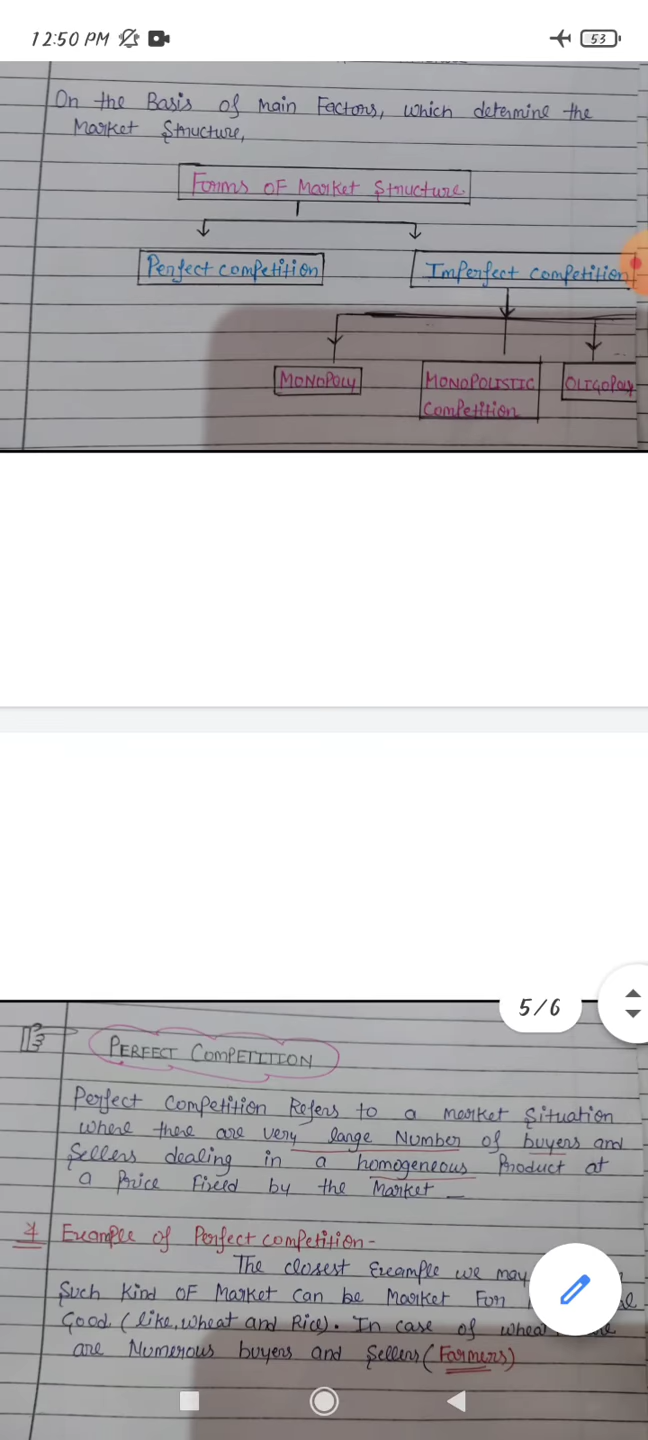 12:50 PM
53
On the Basis of main Factors, which determine the
Market Structure,
Forms OF Market Structure.
Perfect competition
Imperfect competition
MONOPOLY
MONOPOLISTIC
Competition
OLIGOPOLY
5/6
PERFECT COMPETITION
Perfect Competition Refers to a market Situation
where there are very large Number of buyers and
Sellers dealing in a homogeneous Product at
a Price Fixed by the Market
Example of Perfect competition -
The closest Example we may
Such Kind OF Market can be Market For
Good (like, wheat and Rice). In case of
are Numerous buyers and Sellers (Farmers)